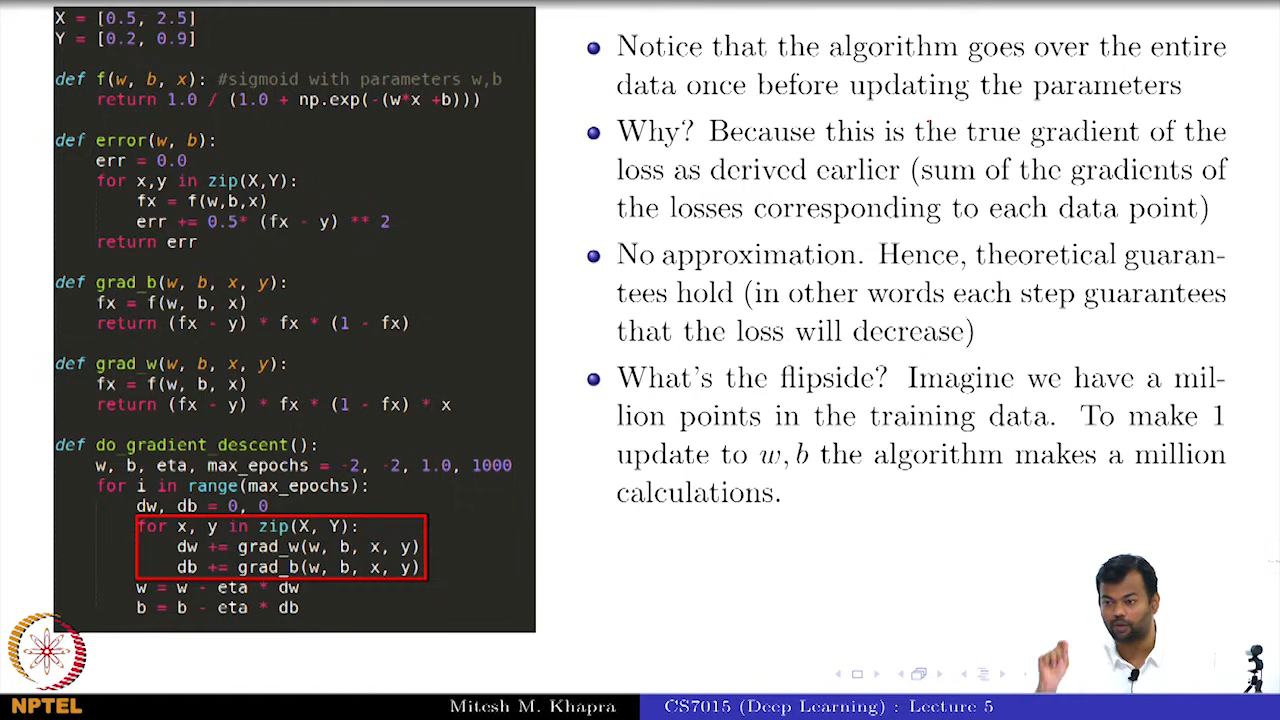 X = [0.5, 2.5]
Y = [0.2, 0.9]
def f(w, b, x): #sigmoid with parameters w,b
return 1.0 / (1.0 + np.exp(-(w*x +b)))
def error(w, b):
err = 0.0
for x,y in zip(X,Y):
fx = f(w,b,x)
err += 0.5* (fx - y) ** 2
return err
def grad_b(w, b, x, y):
fx = f(w, b, x)
return (fx - y) * fx * (1 - fx)
def grad_w(w, b, x, y):
fx = f(w, b, x)
return (fx - y) * fx * (1 - fx) * x
def do_gradient_descent():
w, b, eta, max_epochs = -2, -2, 1.0, 1000
for i in range(max_epochs):
dw, db = 0, 0
for x, y in zip(X, Y):
dw += grad_w(w, b, x, y)
db += grad_b(w, b, x, y)
w = w - eta * dw
b = b - eta * db
Notice that the algorithm goes over the entire
data once before updating the parameters
Why? Because this is the true gradient of the
loss as derived earlier (sum of the gradients of
the losses corresponding to each data point)
No approximation. Hence, theoretical guaran-
tees hold (in other words each step guarantees
that the loss will decrease)
What's the flipside? Imagine we have a mil-
lion points in the training data. To make 1
update to w, b the algorithm makes a million
calculations.
NPTEL
Mitesh M. Khapra
CS7015 (Deep Learning) : Lecture 5